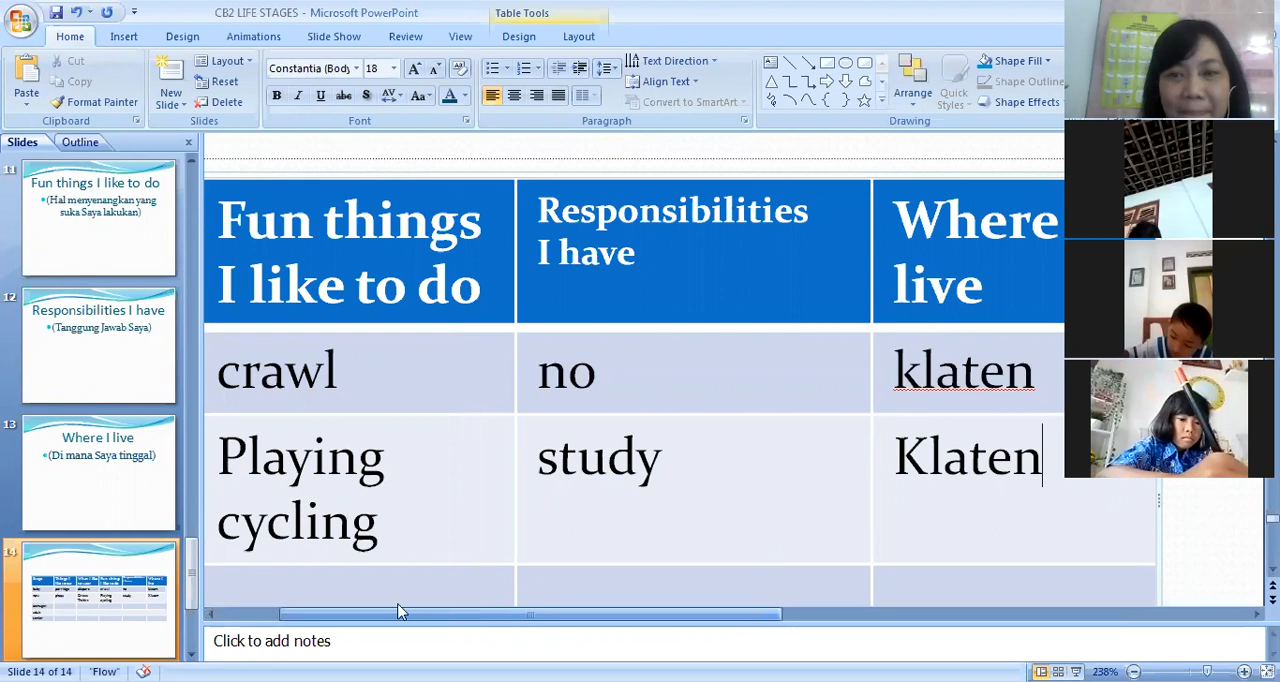 CB2 LIFE STAGES - Microsoft PowerPoint
Table Tools
Home Insert Design Animations Slide Show Review View Design Layout
Paste
Cut
Copy
Format Painter
Clipboard
New Slide
Layout
Reset
Delete
Slides
Constantia (Body 18
B I U abc S AV Aa A
Font
Text Direction
Align Text
Convert to SmartArt
Paragraph
Arrange
Quick Styles
Shape Fill
Shape Outline
Shape Effects
Drawing
Slides Outline
11
Fun things I like to do
(Hal menyenangkan yang
suka Saya lakukan)
12
Responsibilities I have
(Tanggung Jawab Saya)
13
Where I live
(Di mana Saya tinggal)
14
Fun things
I like to do
Responsibilities
I have
Where
live
crawl
no
klaten
Playing
cycling
study
Klaten
Click to add notes
Slide 14 of 14 "Flow" 238%